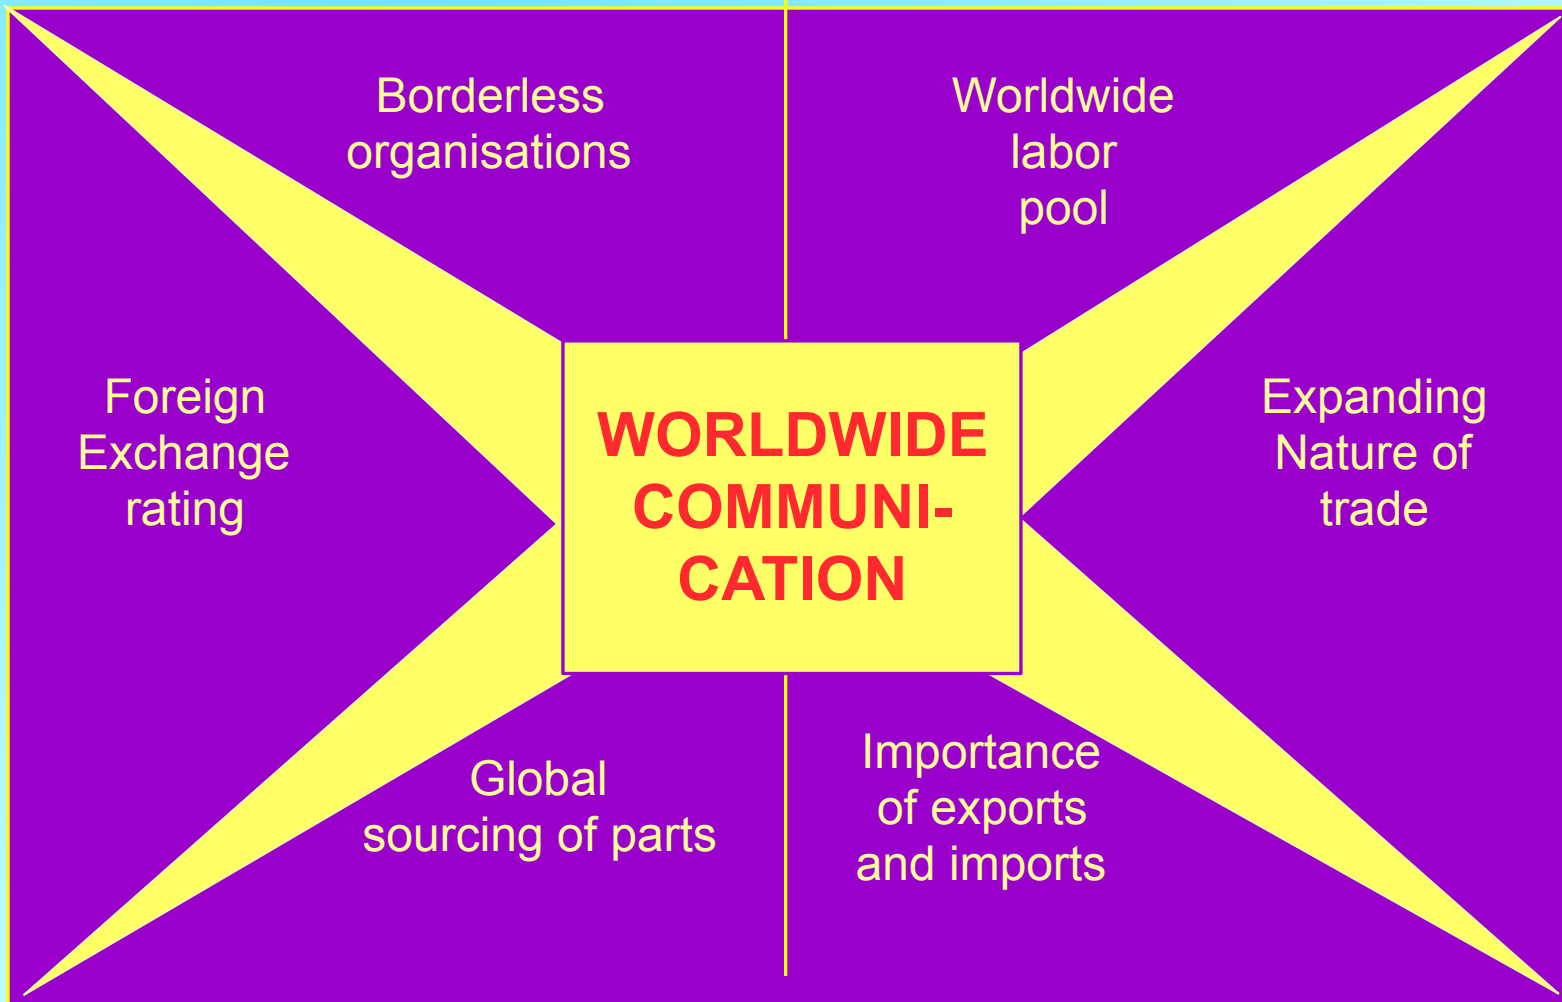 Borderless
organisations
Worldwide
labor
pool
Foreign
Exchange
rating
WORLDWIDE
COMMUNI-
CATION
Expanding
Nature of
trade
Global
sourcing of parts
Importance
of exports
and imports